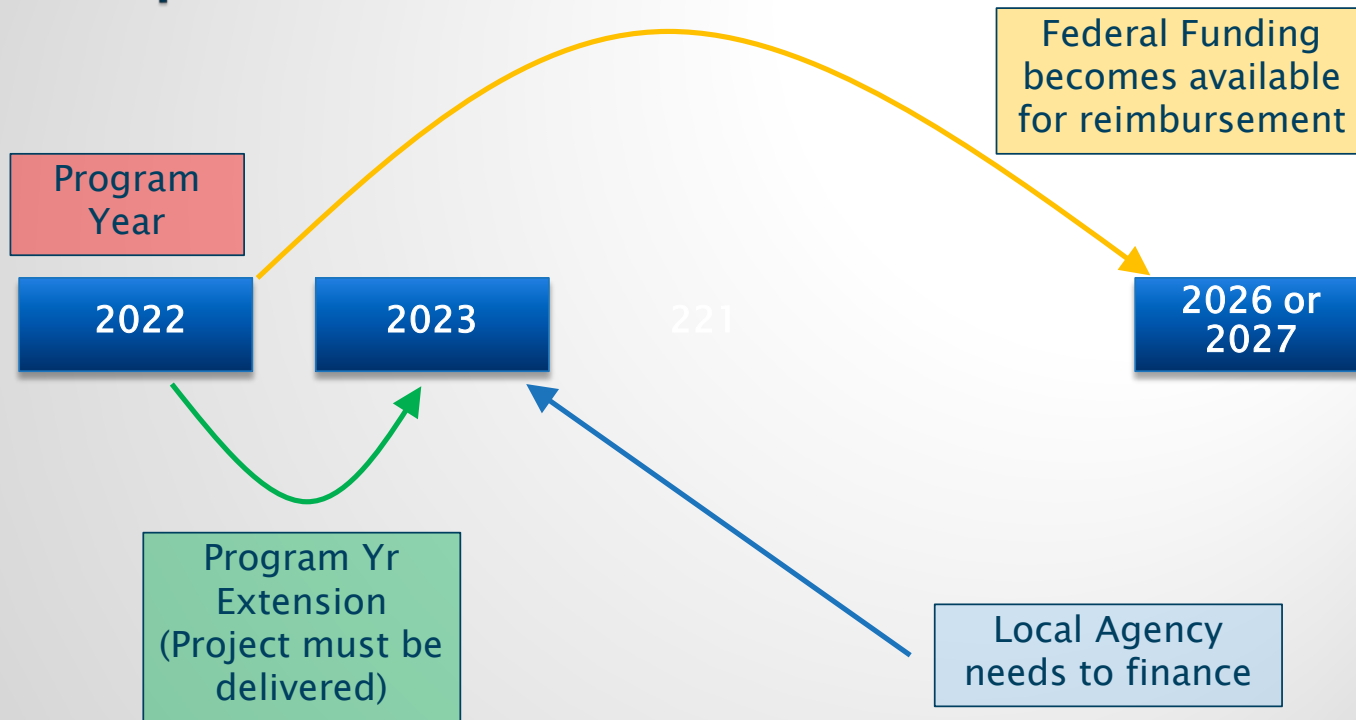 Federal Funding
becomes available
for reimbursement
Program
Year
2022
2023
221
2026 or
2027
Program Yr
Extension
(Project must be
delivered)
Local Agency
needs to finance